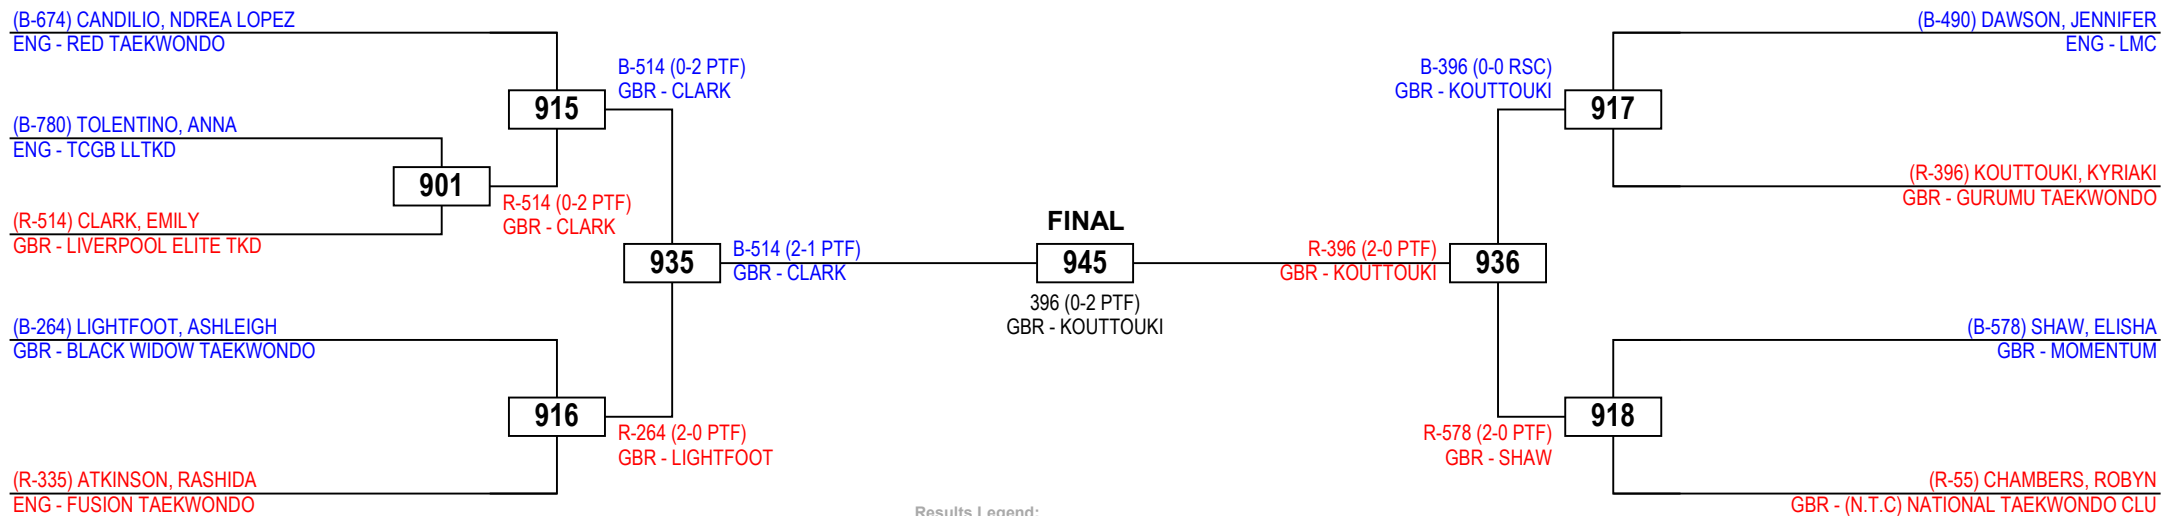 (B-674) CANDILIO, NDREA LOPEZ
ENG - RED TAEKWONDO
(B-780) TOLENTINO, ANNA
ENG - TCGB LLTKD
(R-514) CLARK, EMILY
GBR - LIVERPOOL ELITE TKD
(B-264) LIGHTFOOT, ASHLEIGH
GBR - BLACK WIDOW TAEKWONDO
(R-335) ATKINSON, RASHIDA
ENG - FUSION TAEKWONDO
901
R-514 (0-2 PTF)
GBR - CLARK
915
B-514 (0-2 PTF)
GBR - CLARK
916
R-264 (2-0 PTF)
GBR - LIGHTFOOT
935
B-514 (2-1 PTF)
GBR - CLARK
FINAL
945
396 (0-2 PTF)
GBR - KOUTTOUKI
R-396 (2-0 PTF)
GBR - KOUTTOUKI
936
B-396 (0-0 RSC)
GBR - KOUTTOUKI
917
R-578 (2-0 PTF)
GBR - SHAW
918
(B-490) DAWSON, JENNIFER
ENG - LMC
(R-396) KOUTTOUKI, KYRIAKI
GBR - GURUMU TAEKWONDO
(B-578) SHAW, ELISHA
GBR - MOMENTUM
(R-55) CHAMBERS, ROBYN
GBR - (N.T.C) NATIONAL TAEKWONDO CLU
Results Legend: